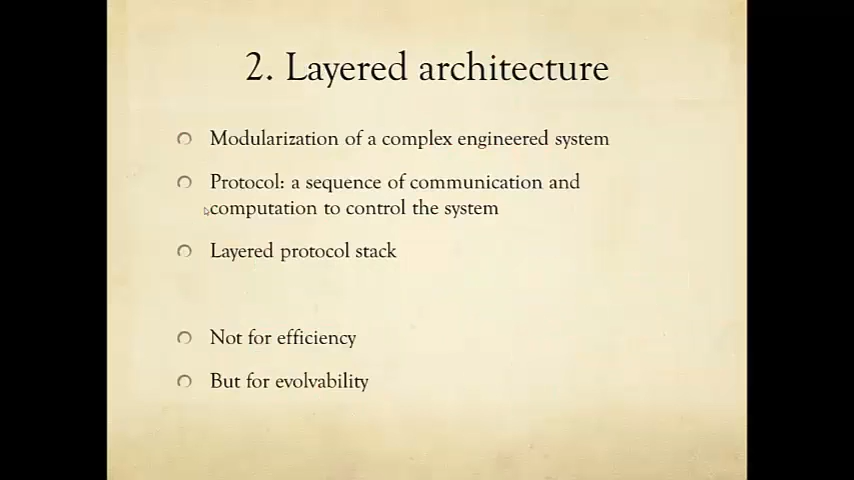 2. Layered architecture
Modularization of a complex engineered system
Protocol: a sequence of communication and
computation to control the system
Layered protocol stack
Not for efficiency
But for evolvability